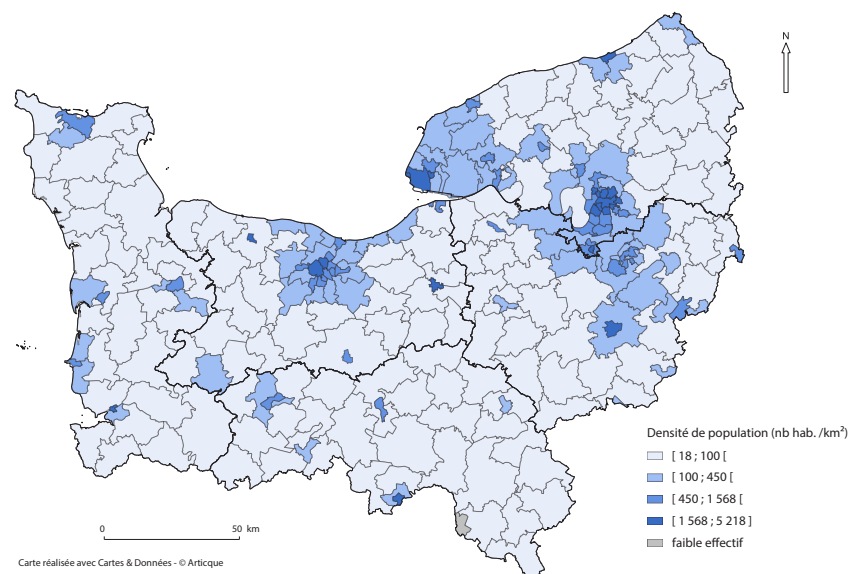 N
Densité de population (nb hab. /km²)
[ 18 ; 100 [
[ 100 ; 450 [
[ 450 ; 1 568 [
[ 1 568 ; 5 218 ]
faible effectif
0 50 km
Carte réalisée avec Cartes & Données - © Articque